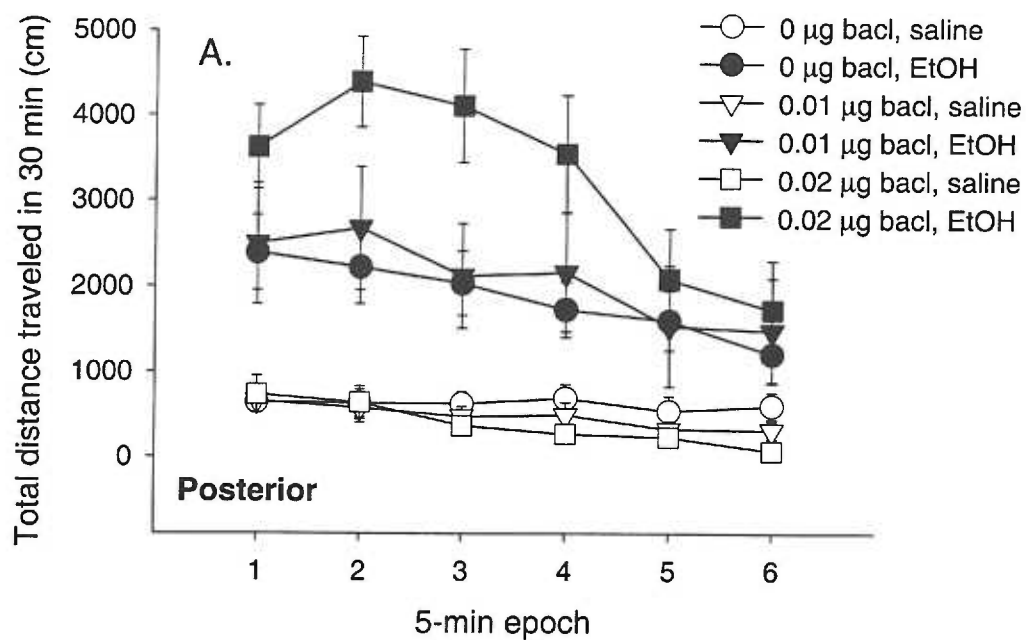 5000
4000
3000
2000
1000
0
Total distance traveled in 30 min (cm)
A.
0 µg bacl, saline
0 µg bacl, EtOH
0.01 µg bacl, saline
0.01 µg bacl, EtOH
0.02 µg bacl, saline
0.02 µg bacl, EtOH
Posterior
1 2 3 4 5 6
5-min epoch